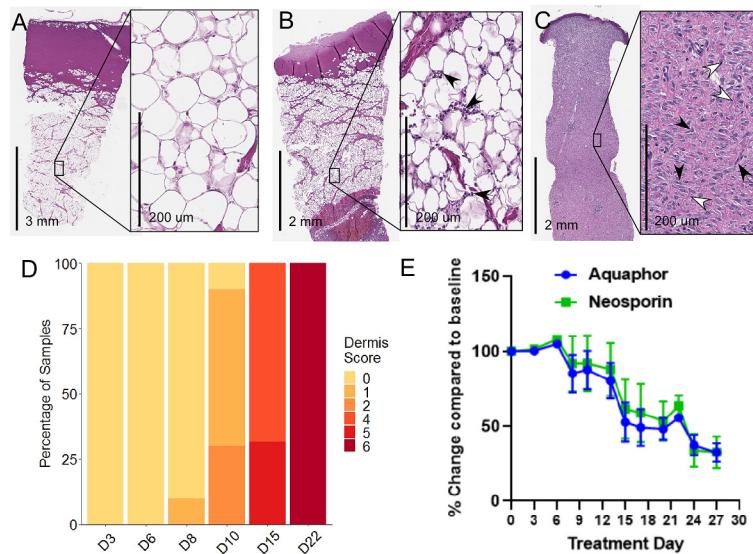 A
3 mm
200 um
B
2 mm
200 um
C
2 mm
200 um
D
Percentage of Samples
100
75
50
25
0
D3
D6
D8
D10
D15
D22
Dermis
Score
0
1
2
4
5
6
E
Aquaphor
Neosporin
% Change compared to baseline
150
100
50
0
0 3 6 9 12 15 18 21 24 27 30
Treatment Day